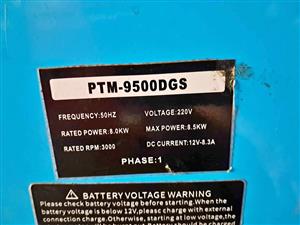 PTM-9500DGS
FREQUENCY:50HZ VOLTAGE:220V
RATED POWER:8.0KW MAX POWER:8.5KW
RATED RPM:3000 DC CURRENT:12V-8.3A
PHASE:1
BATTERY VOLTAGE WARNING
Before starting,please check the battery voltage.When the
battery voltage is below 12V,please charge with external
connection charger.Otherwise,starting at low voltage,the